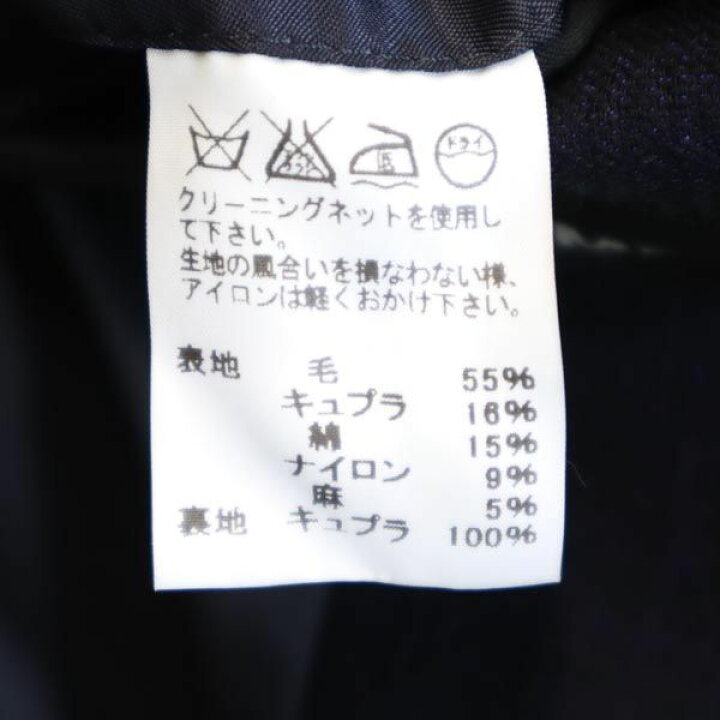 ドライ
クリーニングネットを使用し
て下さい。
生地の風合いを損なわない様、
アイロンは軽くおかけ下さい。
表地 毛 55%
キュプラ 16%
綿 15%
ナイロン 9%
麻 5%
裏地 キュプラ 100%